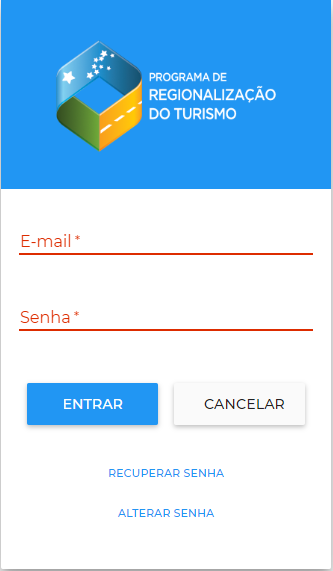 PROGRAMA DE
REGIONALIZAÇÃO
DO TURISMO
E-mail *
Senha *
ENTRAR
CANCELAR
RECUPERAR SENHA
ALTERAR SENHA